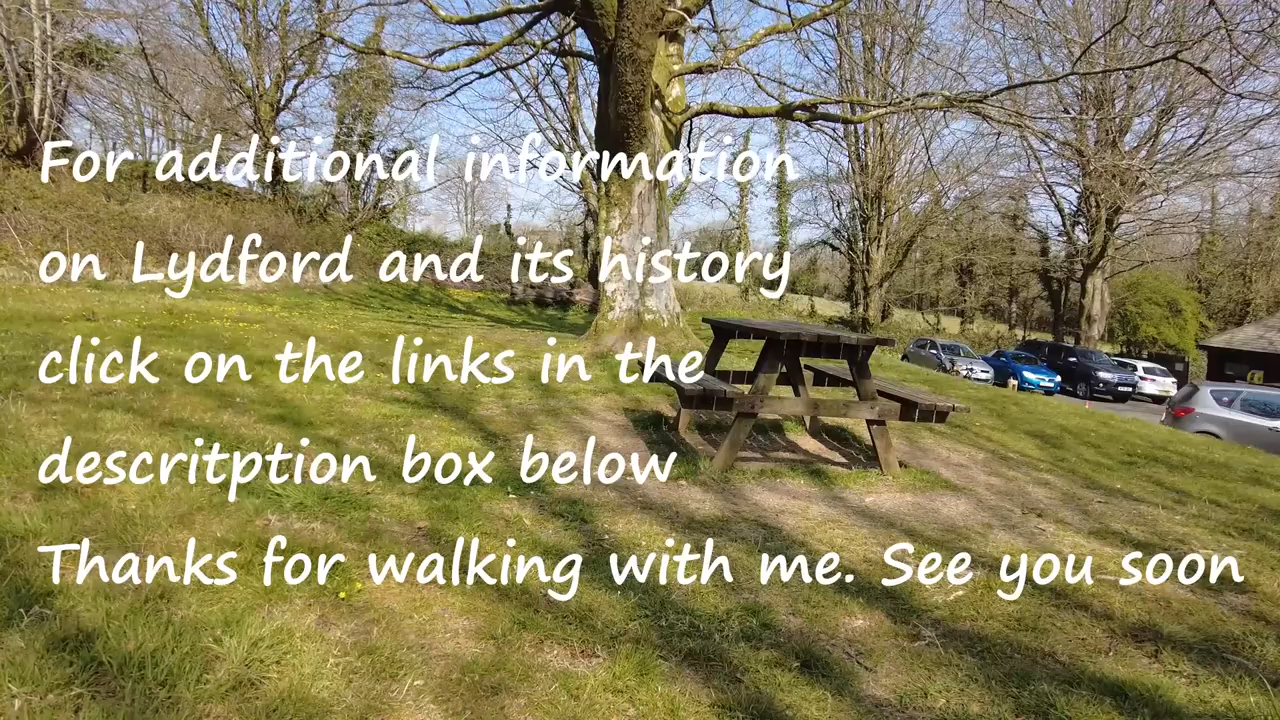 For additional information
on Lydford and its history
click on the links in the
descritption box below
Thanks for walking with me. See you soon